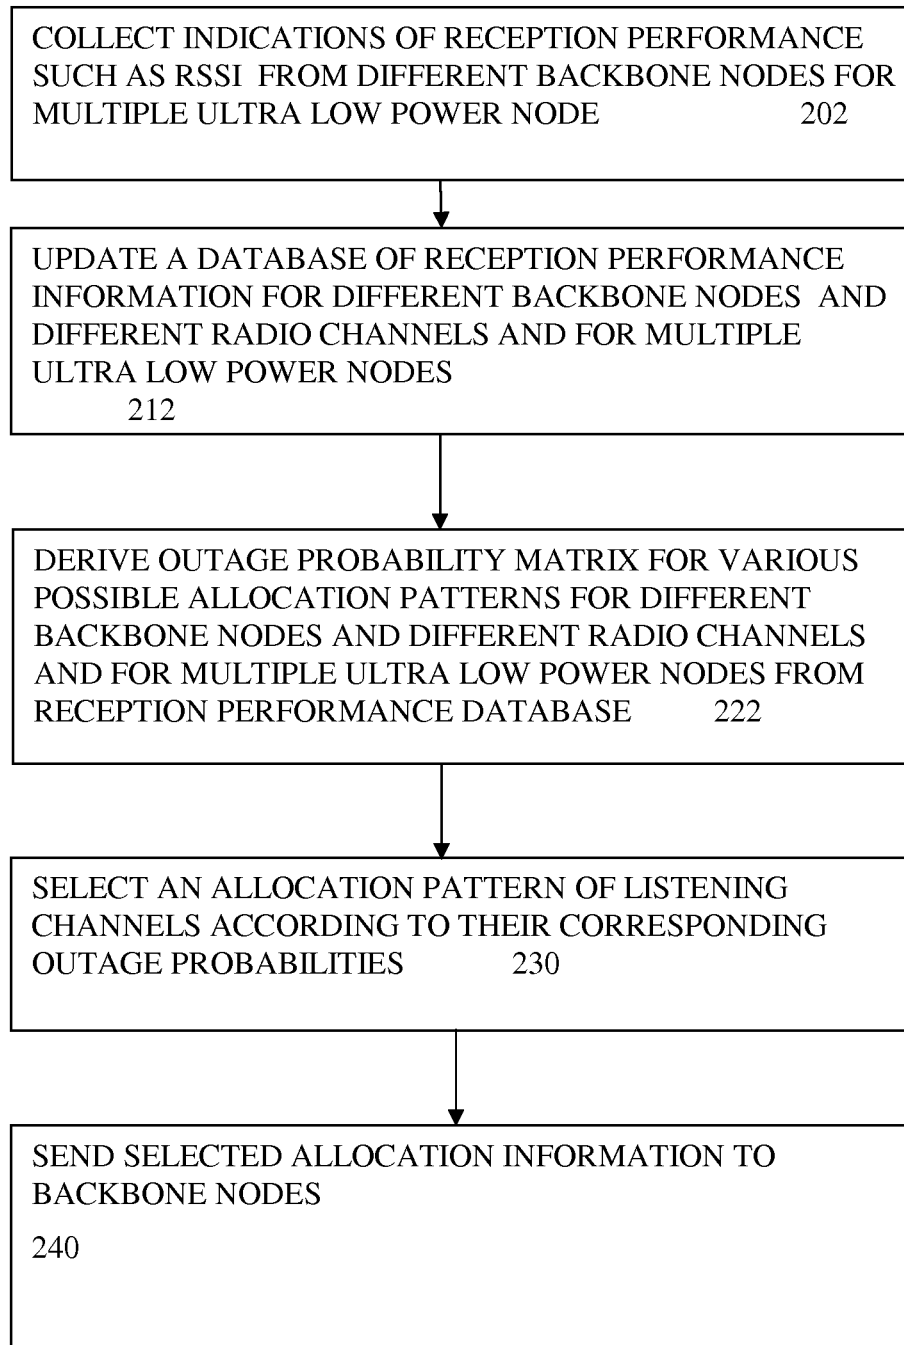 COLLECT INDICATIONS OF RECEPTION PERFORMANCE
SUCH AS RSSI FROM DIFFERENT BACKBONE NODES FOR
MULTIPLE ULTRA LOW POWER NODE 202
UPDATE A DATABASE OF RECEPTION PERFORMANCE
INFORMATION FOR DIFFERENT BACKBONE NODES AND
DIFFERENT RADIO CHANNELS AND FOR MULTIPLE
ULTRA LOW POWER NODES
212
DERIVE OUTAGE PROBABILITY MATRIX FOR VARIOUS
POSSIBLE ALLOCATION PATTERNS FOR DIFFERENT
BACKBONE NODES AND DIFFERENT RADIO CHANNELS
AND FOR MULTIPLE ULTRA LOW POWER NODES FROM
RECEPTION PERFORMANCE DATABASE 222
SELECT AN ALLOCATION PATTERN OF LISTENING
CHANNELS ACCORDING TO THEIR CORRESPONDING
OUTAGE PROBABILITIES 230
SEND SELECTED ALLOCATION INFORMATION TO
BACKBONE NODES
240